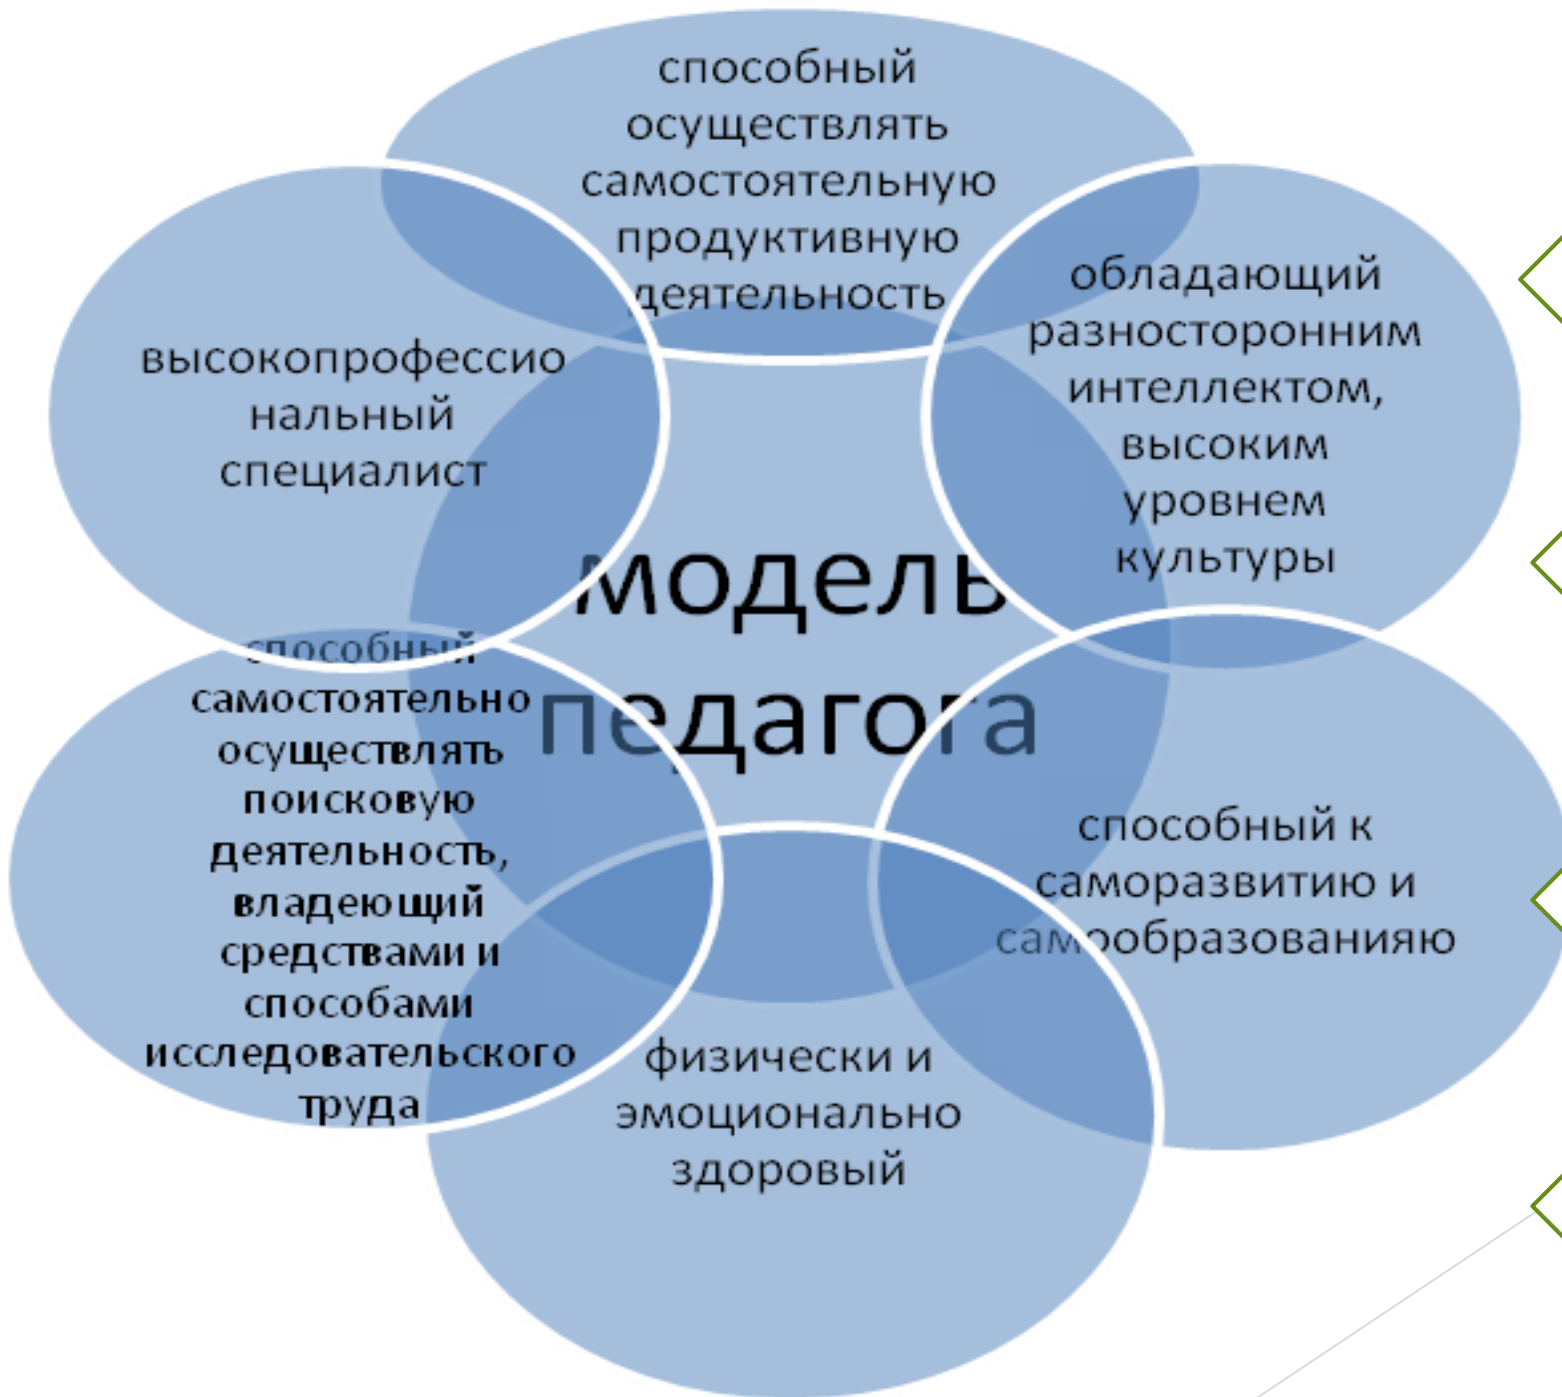 способный
осуществлять
самостоятельную
продуктивную
деятельность
обладающий
разносторонним
интеллектом,
высоким
уровнем
культуры
высокопрофессио
нальный
специалист
модель
педагога
способный
самостоятельно
осуществлять
поисковую
деятельность,
владеющий
средствами и
способами
исследовательского
труда
способный к
саморазвитию и
самообразованияю
физически и
эмоционально
здоровый